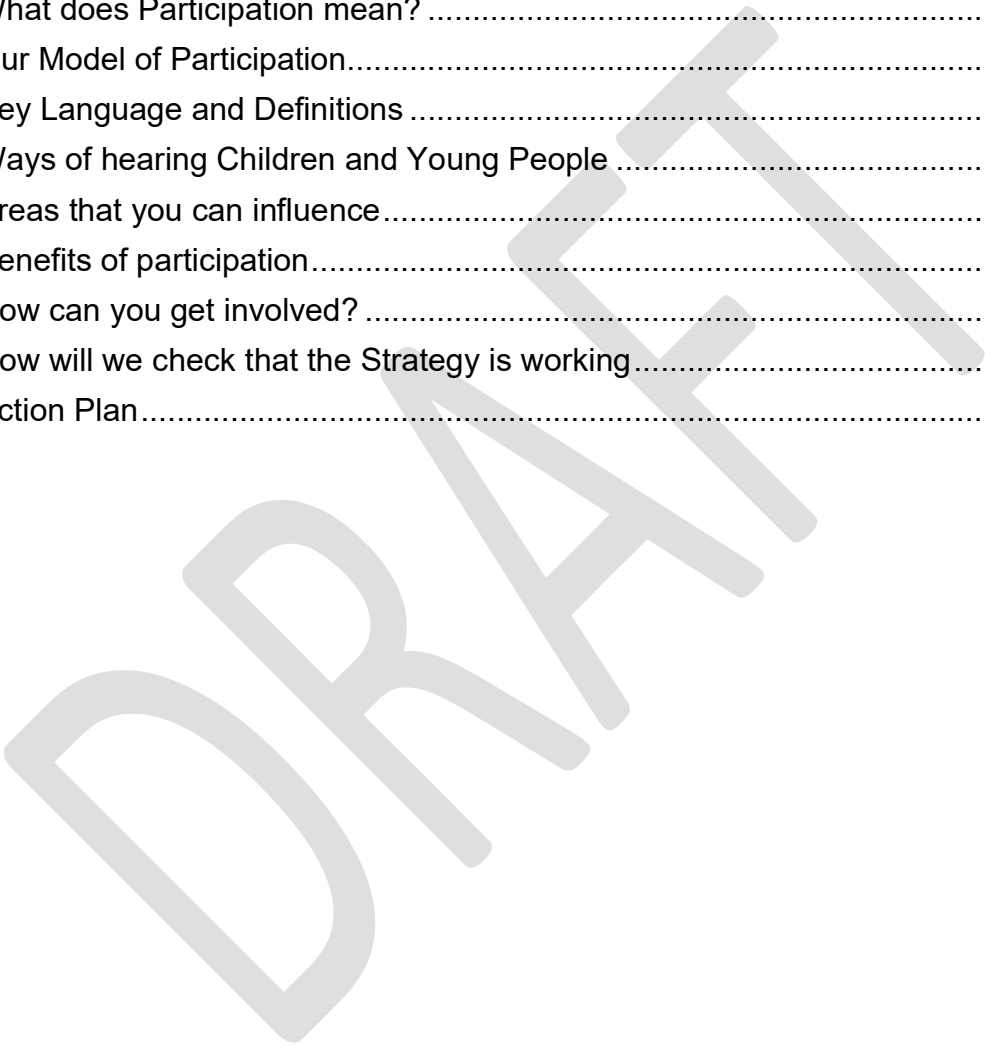 hat does Participation mean? ..............................................................
ur Model of Participation.......................................................................
ey Language and Definitions ................................................................
ays of hearing Children and Young People .........................................
reas that you can influence...................................................................
enefits of participation...........................................................................
ow can you get involved? .....................................................................
ow will we check that the Strategy is working.......................................
ction Plan..............................................................................................
DRAFT